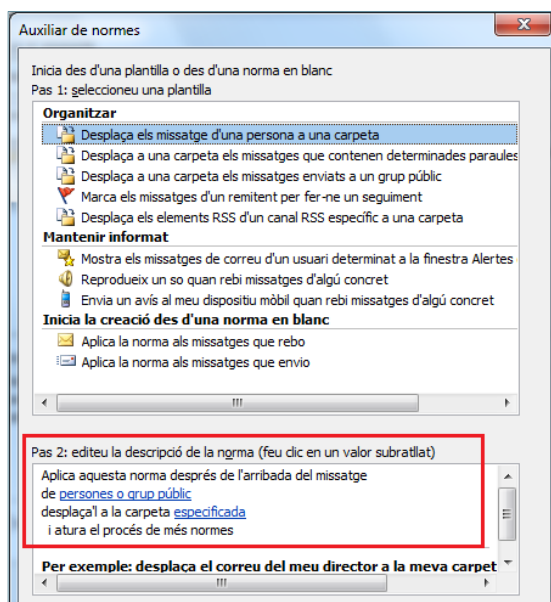 Auxiliar de normes
Inicia des d'una plantilla o des d'una norma en blanc
Pas 1: seleccioneu una plantilla
Organitzar
Desplaça els missatge d'una persona a una carpeta
Desplaça a una carpeta els missatges que contenen determinades paraules
Desplaça a una carpeta els missatges enviats a un grup públic
Marca els missatges d'un remitent per fer-ne un seguiment
Desplaça els elements RSS d'un canal RSS específic a una carpeta
Mantenir informat
Mostra els missatges de correu d'un usuari determinat a la finestra Alertes
Reprodueix un so quan rebi missatges d'algú concret
Envia un avís al meu dispositiu mòbil quan rebi missatges d'algú concret
Inicia la creació des d'una norma en blanc
Aplica la norma als missatges que rebo
Aplica la norma als missatges que envio
Pas 2: editeu la descripció de la norma (feu clic en un valor subratllat)
Aplica aquesta norma després de l'arribada del missatge
de persones o grup públic
desplaça'l a la carpeta especificada
i atura el procés de més normes
Per exemple: desplaça el correu del meu director a la meva carpet